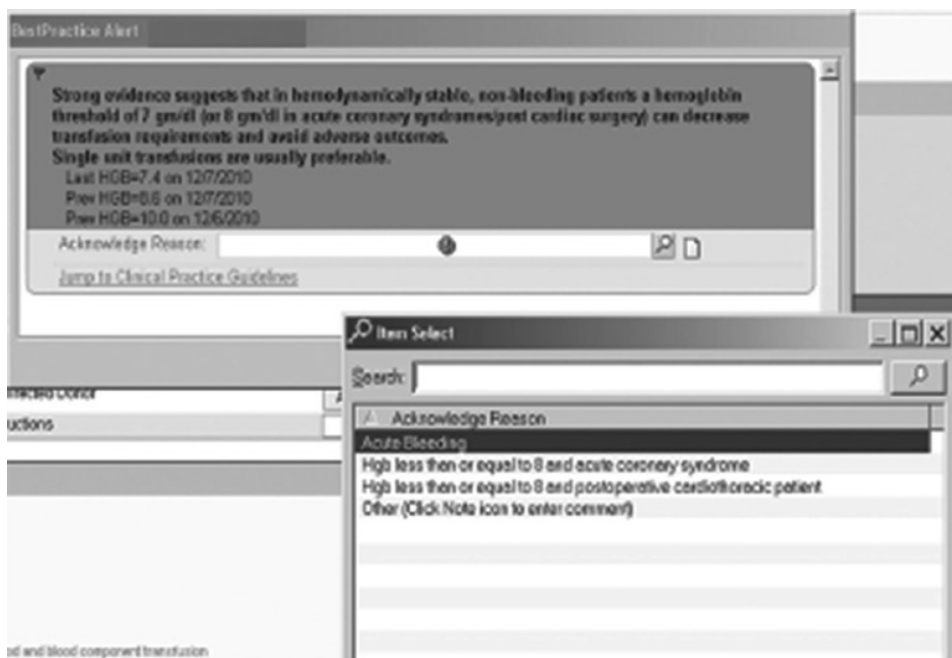 BestPractice Alert
Strong evidence suggests that in hemodynamically stable, non-bleeding patients a hemoglobin
threshold of 7 gm/dl (or 8 gm/dl in acute coronary syndromes/post cardiac surgery) can decrease
transfusion requirements and avoid adverse outcomes.
Single unit transfusions are usually preferable.
Last HGB=7.4 on 12/7/2010
Prev HGB=8.6 on 12/7/2010
Prev HGB=10.0 on 12/6/2010
Acknowledge Reason:
Jump to Clinical Practice Guidelines
Item Select
Search:
Donor
uctions
Acknowledge Reason
Acute Bleeding
Hgb less than or equal to 8 and acute coronary syndrome
Hgb less than or equal to 8 and postoperative cardiothoracic patient
Other (Click Note icon to enter comment)
od and blood component transfusion